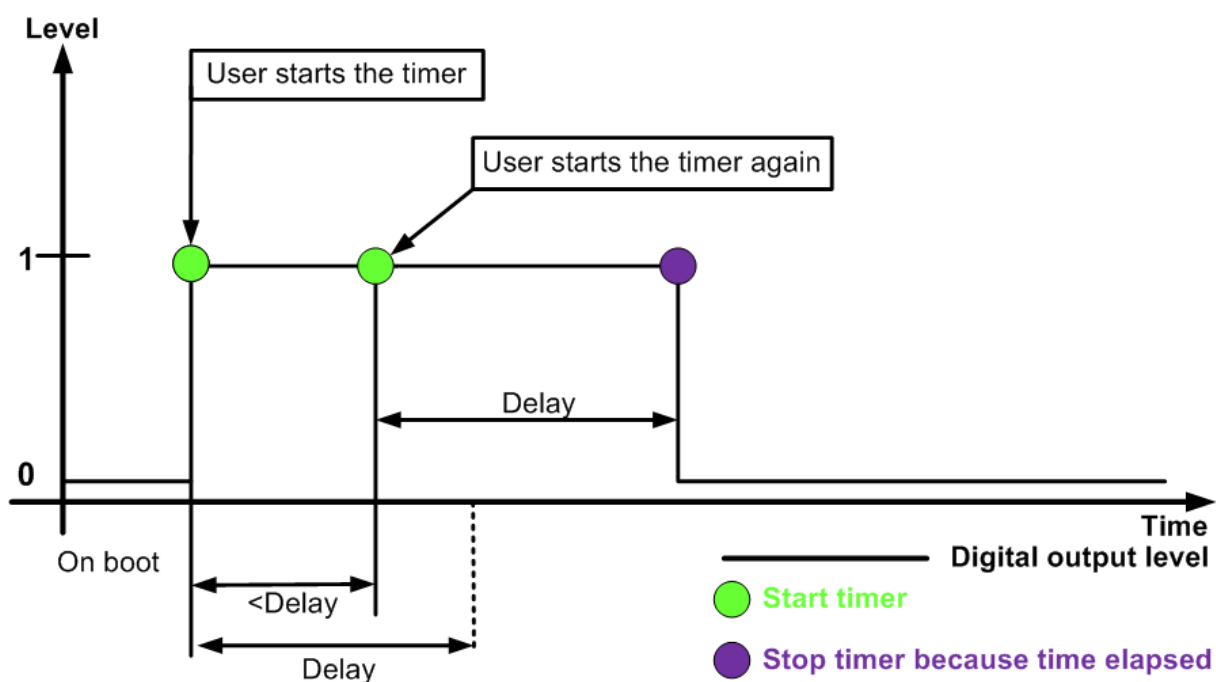 Level
User starts the timer
User starts the timer again
1
Delay
0
Time
On boot
Digital output level
<Delay
Start timer
Delay
Stop timer because time elapsed